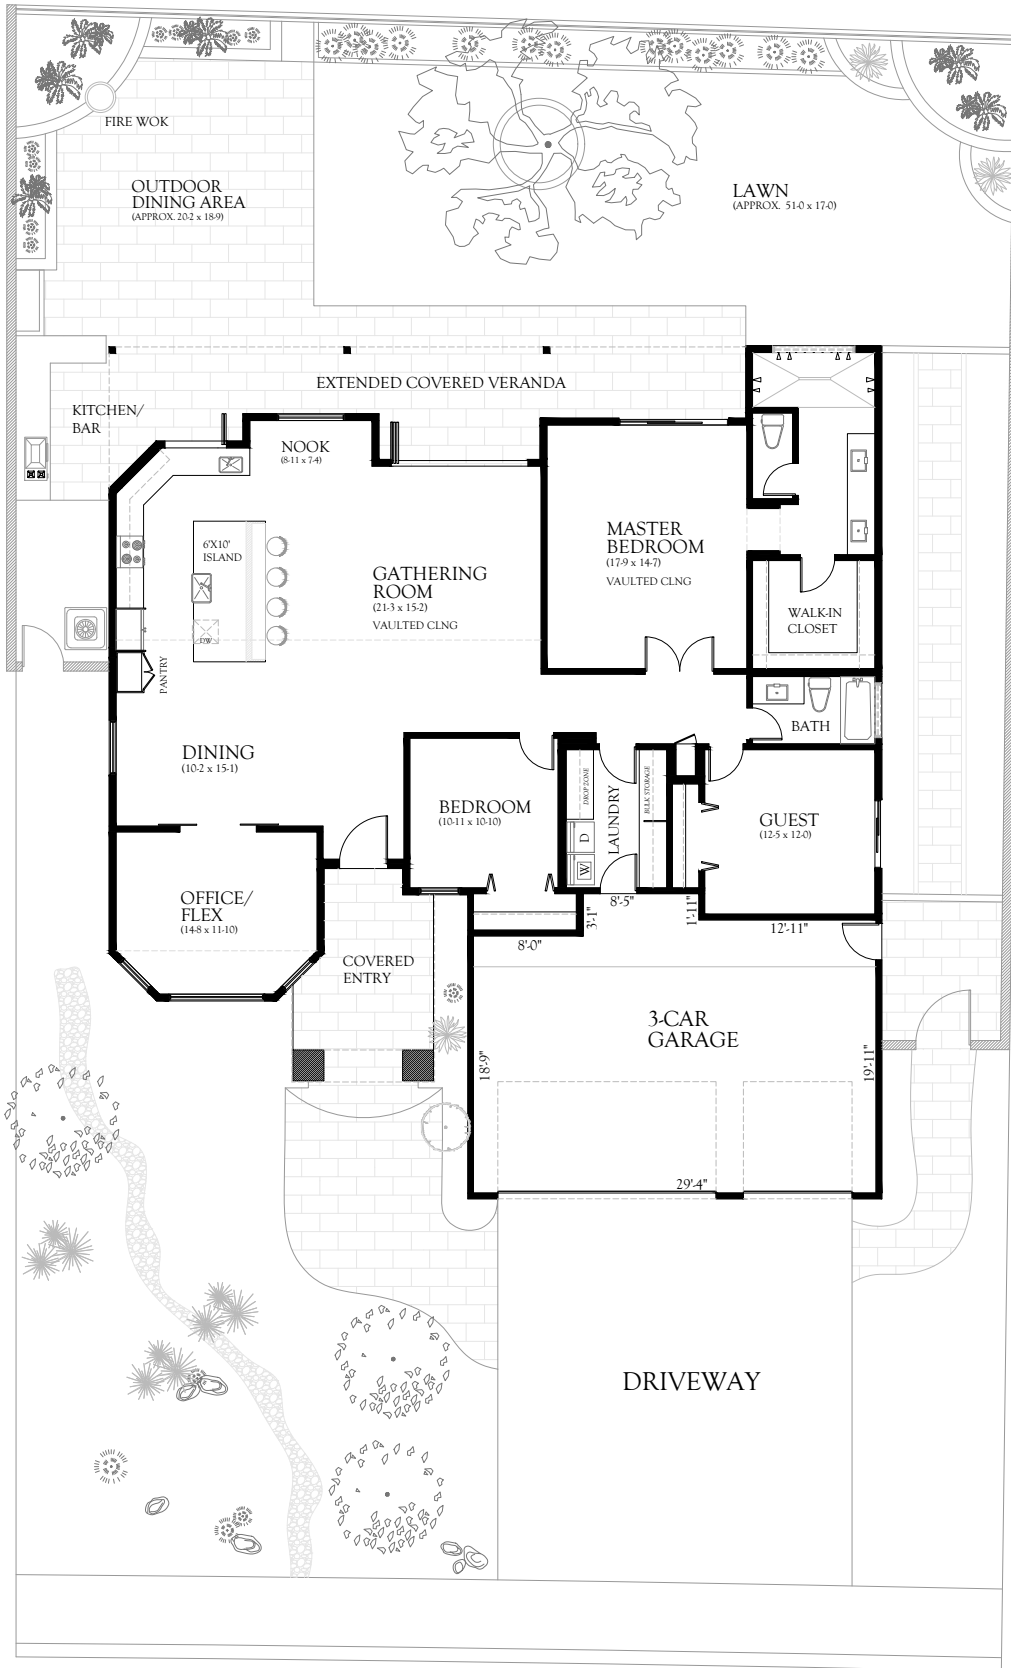 FIRE WOK
OUTDOOR
DINING AREA
(APPROX. 20-2 x 18-9)
LAWN
(APPROX. 51-0 x 17-0)
EXTENDED COVERED VERANDA
KITCHEN/
BAR
NOOK
(8-11 x 7-4)
6'X10'
ISLAND
DW
PANTRY
GATHERING
ROOM
(21-3 x 15-2)
VAULTED CLNG
MASTER
BEDROOM
(17-9 x 14-7)
VAULTED CLNG
WALK-IN
CLOSET
BATH
DINING
(10-2 x 15-1)
BEDROOM
(10-11 x 10-10)
DROP ZONE
D
W
LAUNDRY
BULK STORAGE
GUEST
(12-5 x 12-0)
OFFICE/
FLEX
(14-8 x 11-10)
COVERED
ENTRY
8'-0"
3'-1"
8'-5"
1'-11"
12'-11"
3-CAR
GARAGE
18'-9"
19'-11"
29'-4"
DRIVEWAY